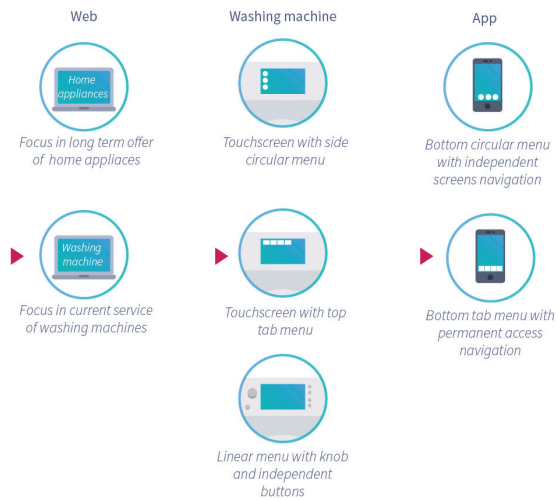 Web
Washing machine
App
Home
appliances
Focus in long term offer
of home appliaces
Touchscreen with side
circular menu
Bottom circular menu
with independent
screens navigation
Washing
machine
Focus in current service
of washing machines
Touchscreen with top
tab menu
Bottom tab menu with
permanent access
navigation
Linear menu with knob
and independent
buttons